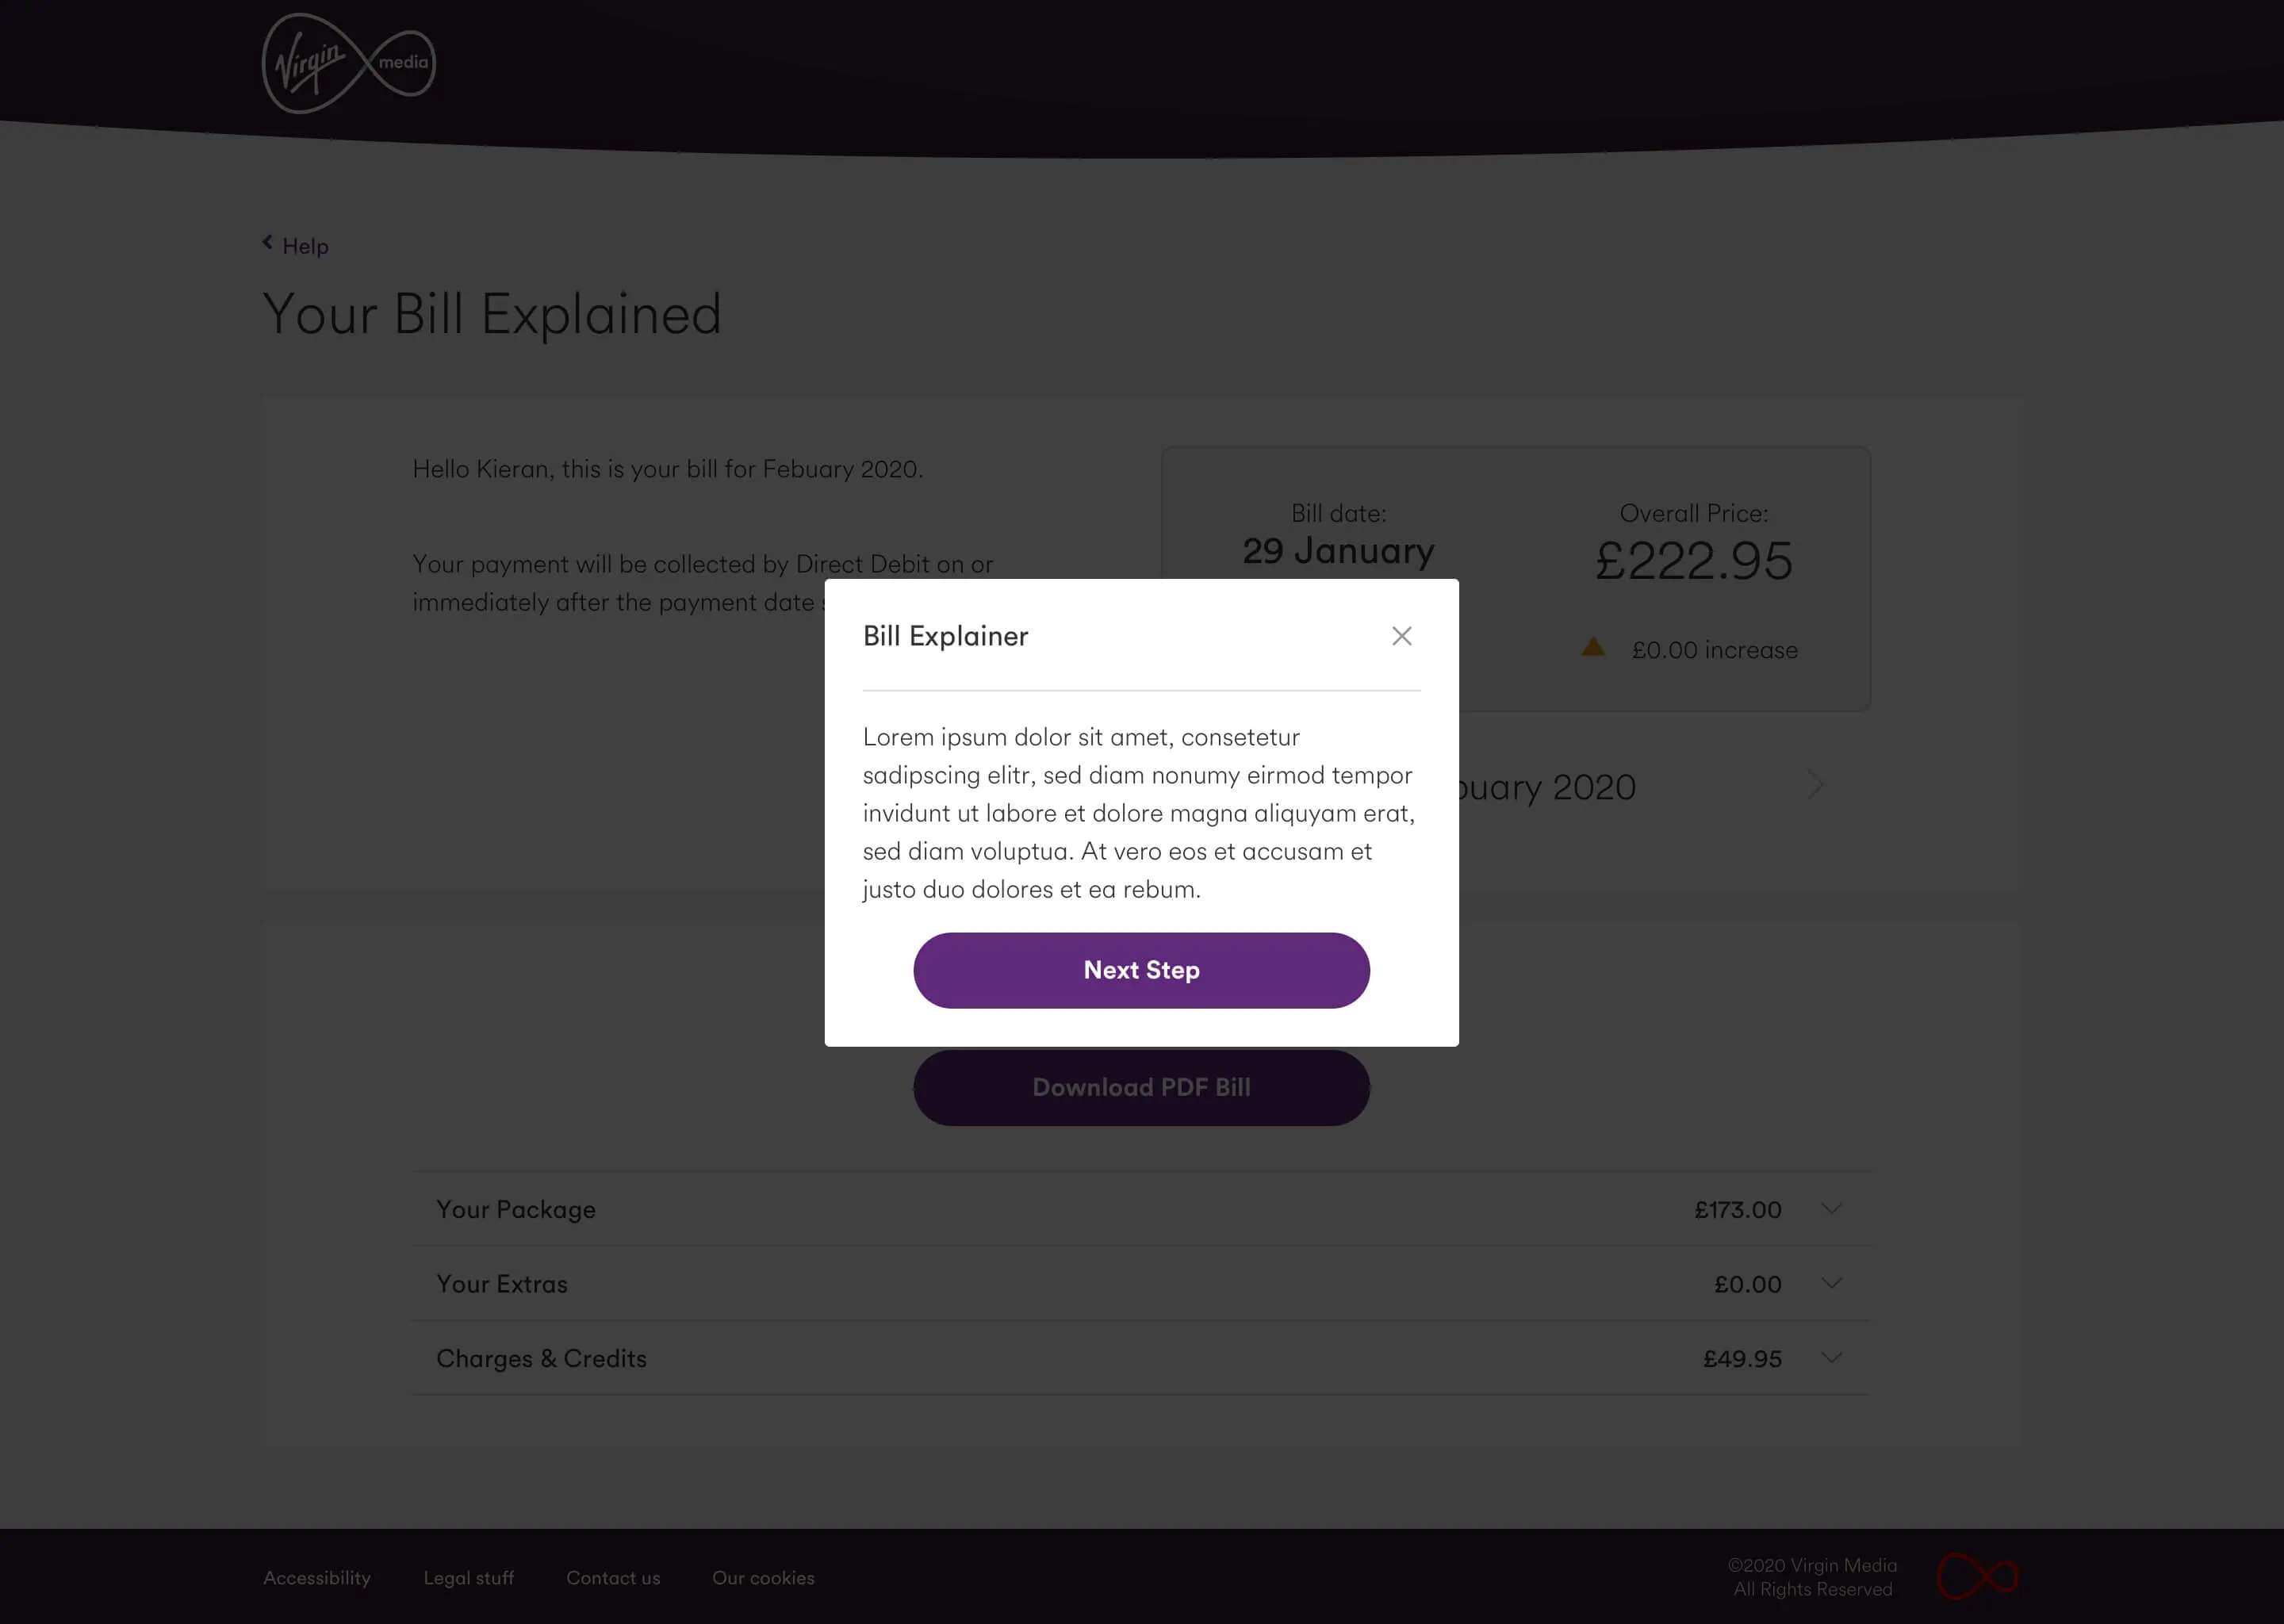 Virgin media
Help
Your Bill Explained
Hello Kieran, this is your bill for Febuary 2020.
Your payment will be collected by Direct Debit on or
immediately after the payment date
Bill date:
29 January
Overall Price:
£222.95
£0.00 increase
buary 2020
Bill Explainer
Lorem ipsum dolor sit amet, consetetur
sadipscing elitr, sed diam nonumy eirmod tempor
invidunt ut labore et dolore magna aliquyam erat,
sed diam voluptua. At vero eos et accusam et
justo duo dolores et ea rebum.
Next Step
Download PDF Bill
Your Package £173.00
Your Extras £0.00
Charges & Credits £49.95
Accessibility Legal stuff Contact us Our cookies
©2020 Virgin Media
All Rights Reserved